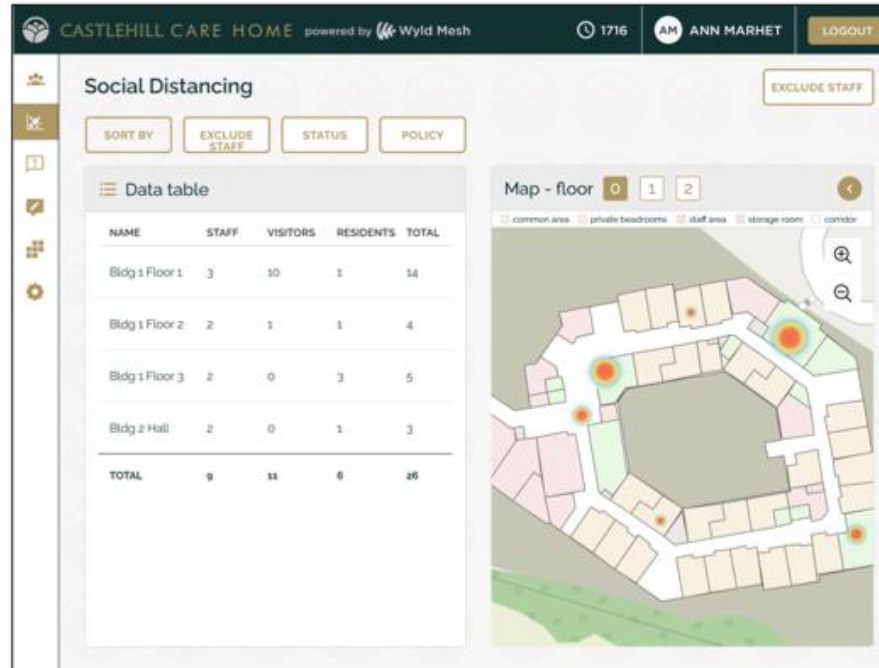 CASTLEHILL CARE HOME powered by Wyld Mesh 1716 AM ANN MARHET LOGOUT
Social Distancing
EXCLUDE STAFF
SORT BY
EXCLUDE
STAFF
STATUS
POLICY
Data table
NAME STAFF VISITORS RESIDENTS TOTAL
Bldg 1 Floor 1 3 10 1 14
Bldg 1 Floor 2 2 1 1 4
Bldg 1 Floor 3 2 0 3 5
Bldg 2 Hall 2 0 1 3
TOTAL 9 11 6 26
Map - floor 0 1 2
common area private beadrooms staff area storage room corridor